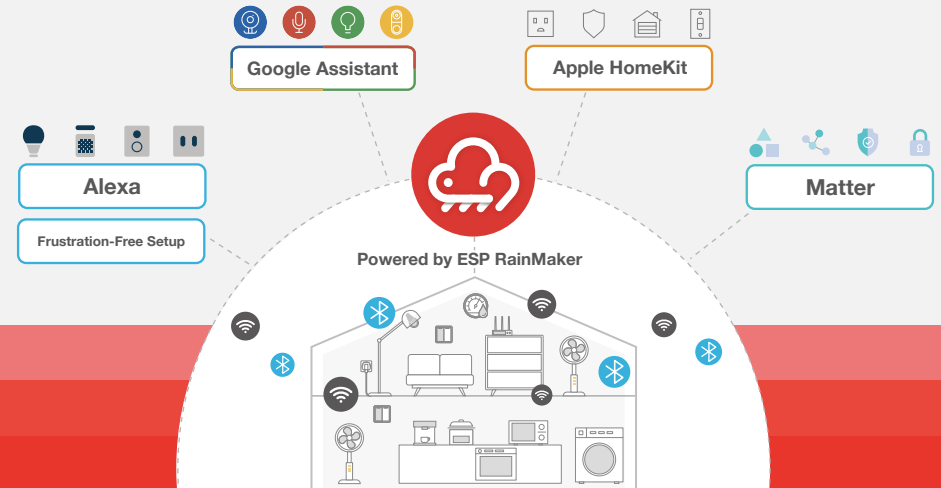 Google Assistant
Apple HomeKit
Alexa
Frustration-Free Setup
Matter
Powered by ESP RainMaker